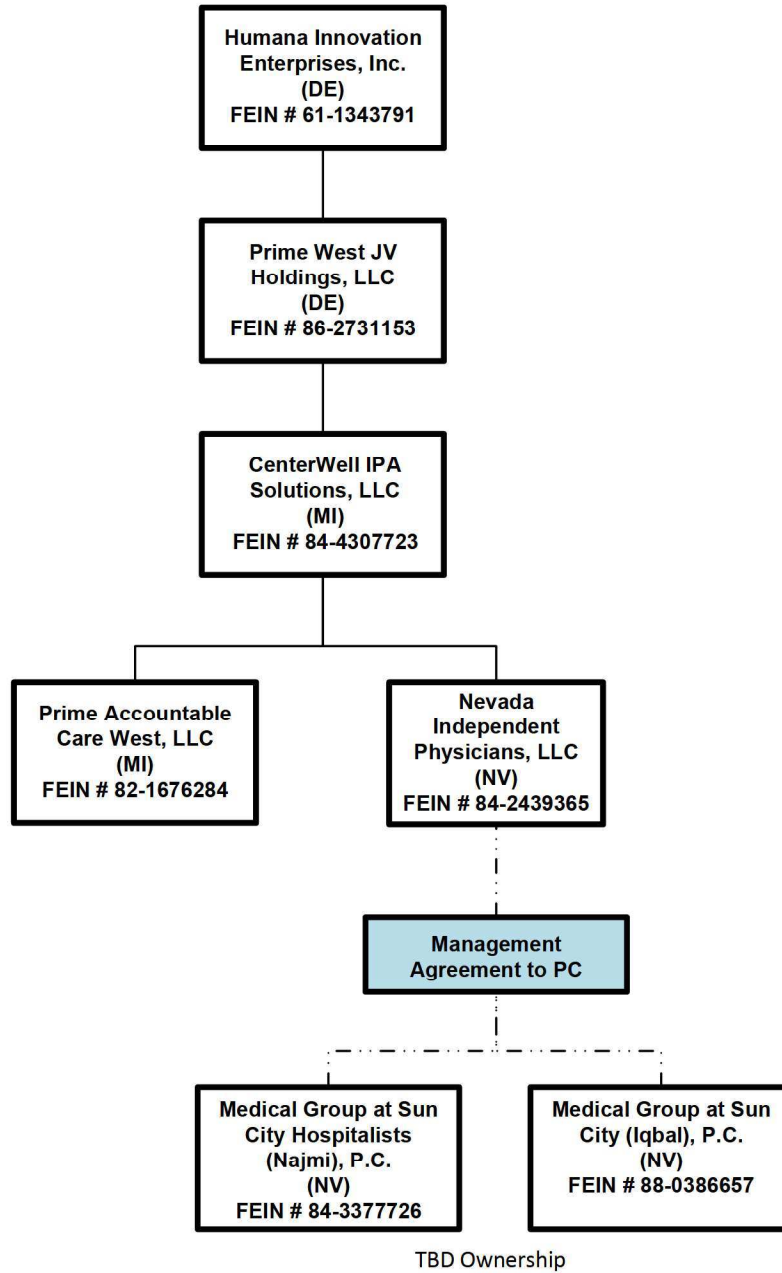 Humana Innovation
Enterprises, Inc.
(DE)
FEIN # 61-1343791
Prime West JV
Holdings, LLC
(DE)
FEIN # 86-2731153
CenterWell IPA
Solutions, LLC
(MI)
FEIN # 84-4307723
Prime Accountable
Care West, LLC
(MI)
FEIN # 82-1676284
Nevada
Independent
Physicians, LLC
(NV)
FEIN # 84-2439365
Management
Agreement to PC
Medical Group at Sun
City Hospitalists
(Najmi), P.C.
(NV)
FEIN # 84-3377726
Medical Group at Sun
City (Iqbal), P.C.
(NV)
FEIN # 88-0386657
TBD Ownership